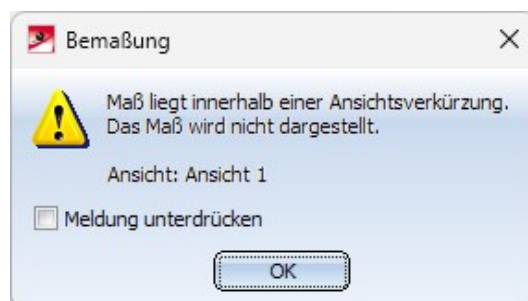 Bemaßung
Maß liegt innerhalb einer Ansichtsverkürzung.
Das Maß wird nicht dargestellt.
Ansicht: Ansicht 1
Meldung unterdrücken
OK